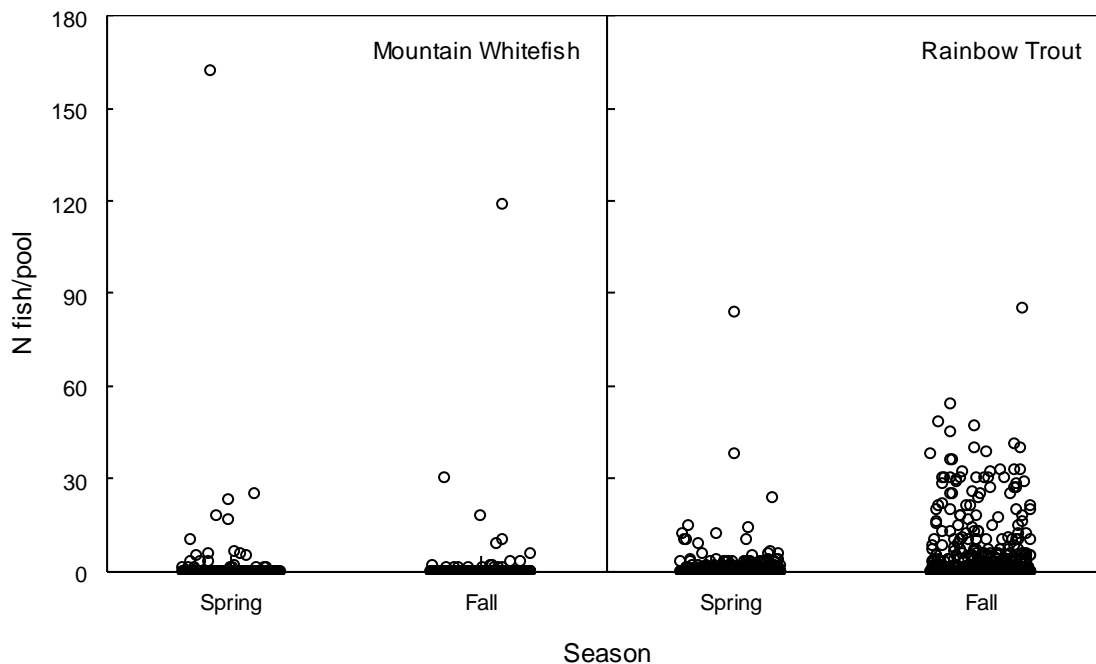 180
150
120
90
60
30
0
N fish/pool
Mountain Whitefish
Rainbow Trout
Spring
Fall
Spring
Fall
Season